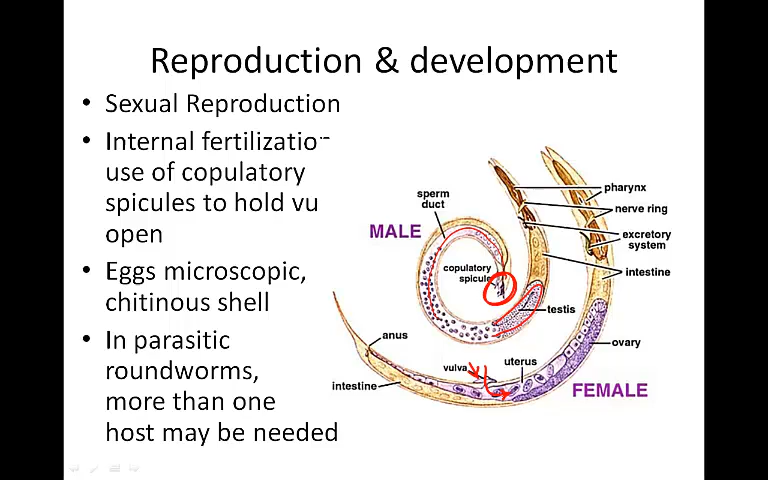 Reproduction & development
• Sexual Reproduction
• Internal fertilizatio
use of copulatory
spicules to hold vu
open
• Eggs microscopic,
chitinous shell
• In parasitic
roundworms,
more than one
host may be needed
sperm
duct
MALE
copulatory
spicule
testis
pharynx
nerve ring
excretory
system
intestine
ovary
anus
vulva
uterus
intestine
FEMALE